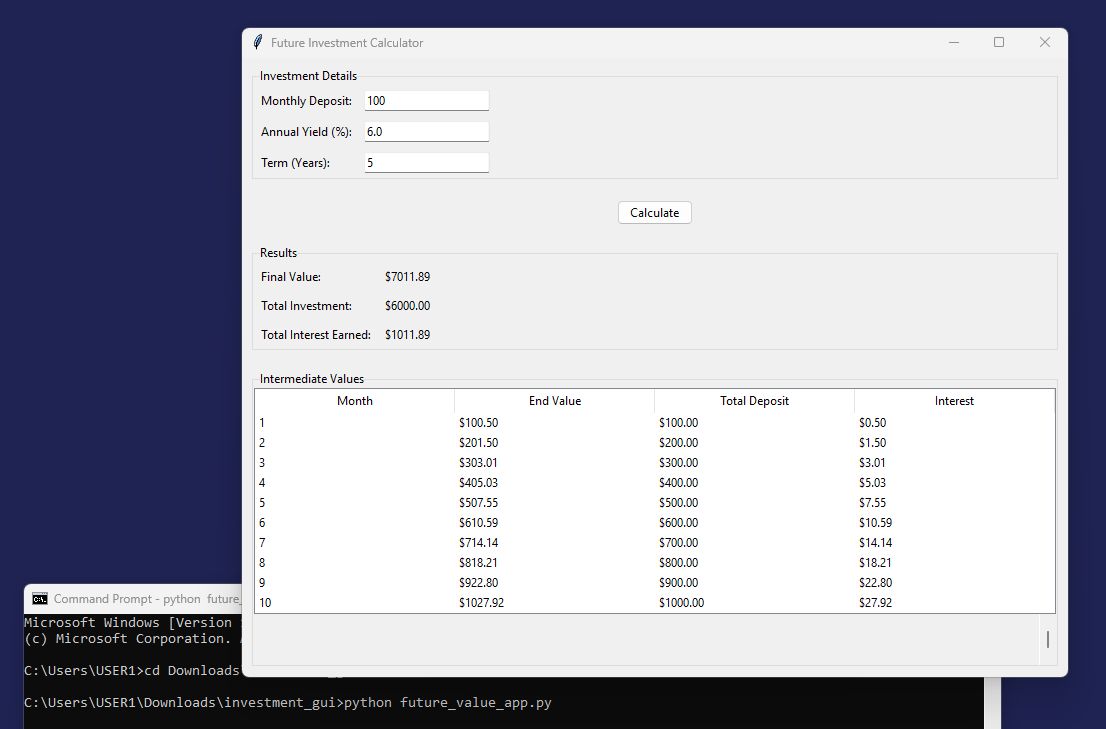 Future Investment Calculator
Investment Details
Monthly Deposit: 100
Annual Yield (%): 6.0
Term (Years): 5
Calculate
Results
Final Value: $7011.89
Total Investment: $6000.00
Total Interest Earned: $1011.89
Intermediate Values
Month End Value Total Deposit Interest
1 $100.50 $100.00 $0.50
2 $201.50 $200.00 $1.50
3 $303.01 $300.00 $3.01
4 $405.03 $400.00 $5.03
5 $507.55 $500.00 $7.55
6 $610.59 $600.00 $10.59
7 $714.14 $700.00 $14.14
8 $818.21 $800.00 $18.21
9 $922.80 $900.00 $22.80
10 $1027.92 $1000.00 $27.92
Command Prompt - python future_
Microsoft Windows [Version
(c) Microsoft Corporation.
C:\Users\USER1>cd Downloads
C:\Users\USER1\Downloads\investment_gui>python future_value_app.py